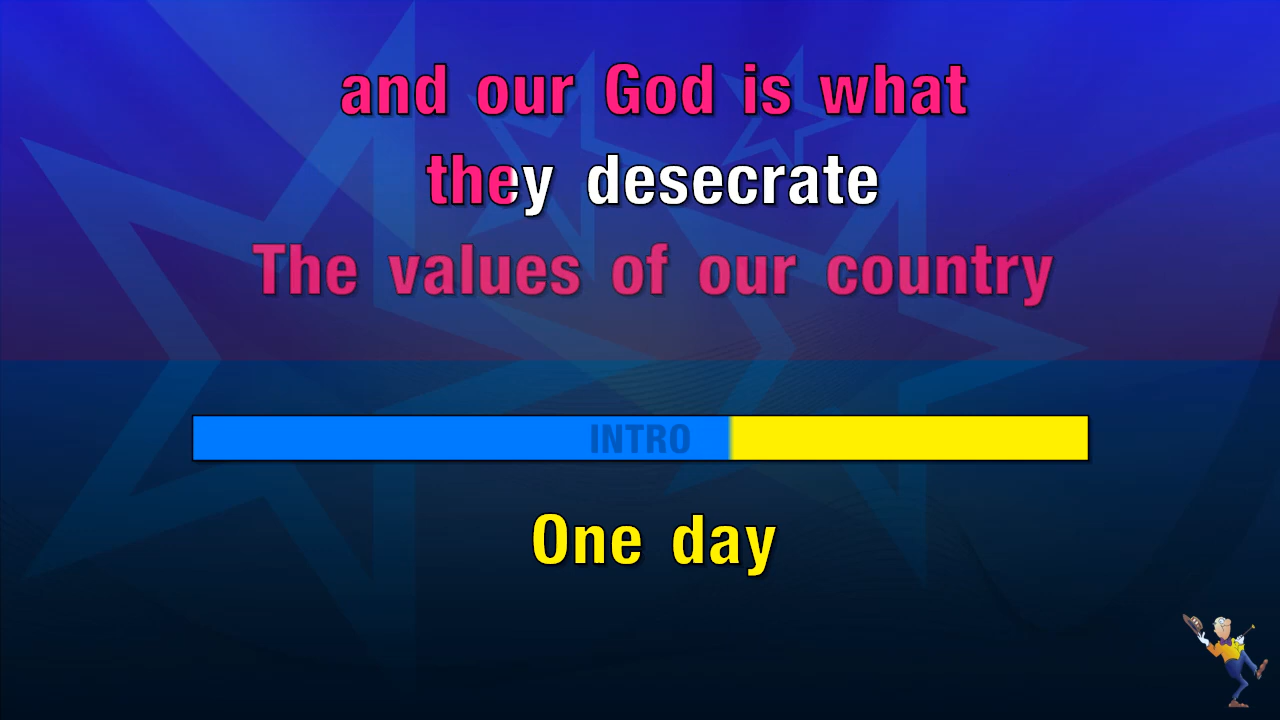 and our God is what
they desecrate
The values of our country
INTRO
One day